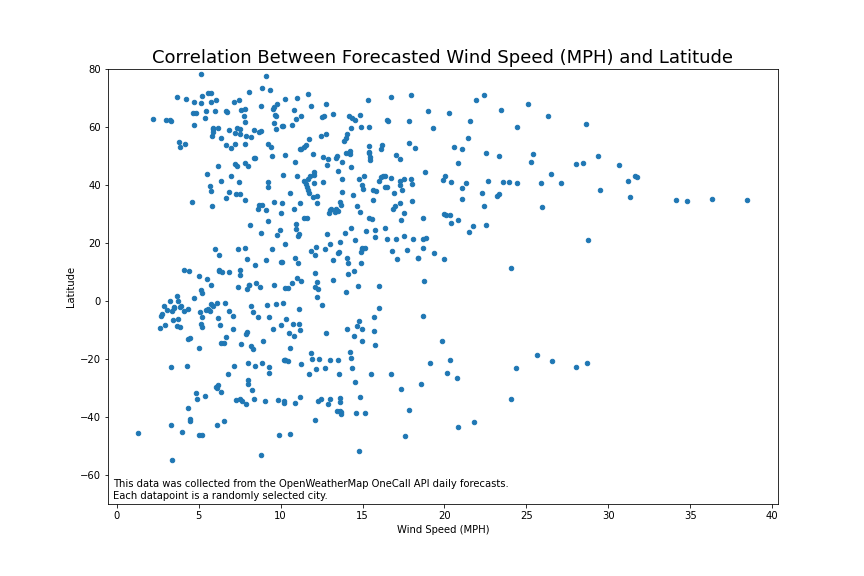 Correlation Between Forecasted Wind Speed (MPH) and Latitude
80
60
40
20
0
−20
−40
−60
Latitude
This data was collected from the OpenWeatherMap OneCall API daily forecasts.
Each datapoint is a randomly selected city.
0 5 10 15 20 25 30 35 40
Wind Speed (MPH)